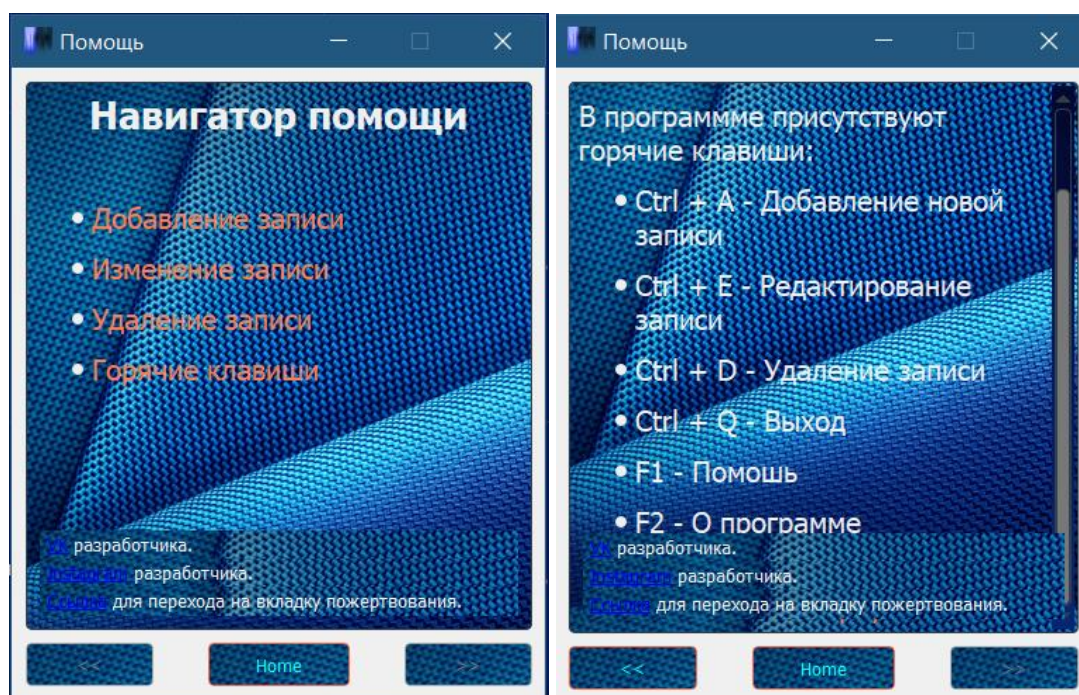 Помощь
Навигатор помощи
Добавление записи
Изменение записи
Удаление записи
Горячие клавиши
VK разработчика.
Instagram разработчика.
Ссылка для перехода на вкладку пожертвования.
<< Home >>
Помощь
В программме присутствуют
горячие клавиши:
Ctrl + A - Добавление новой
записи
Ctrl + E - Редактирование
записи
Ctrl + D - Удаление записи
Ctrl + Q - Выход
F1 - Помошь
F2 - О программе
VK разработчика.
Instagram разработчика.
Ссылка для перехода на вкладку пожертвования.
<< Home >>